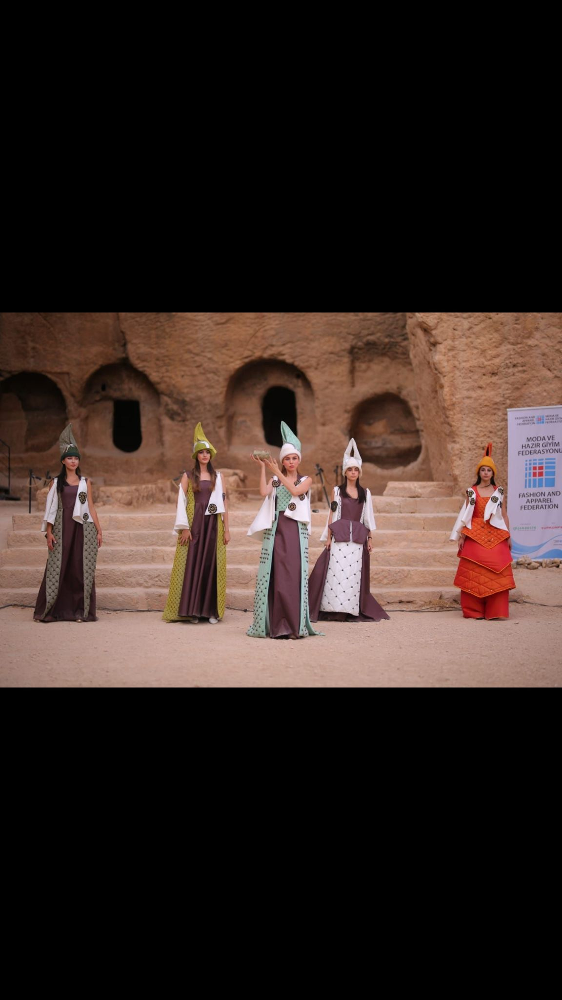 FASHION AND
APPAREL
FEDERATION
MODA VE
HAZIR GİYİM
MODA VE
HAZIR GİYİM
FEDERASYONU
FASHION AND
APPAREL
FEDERATION